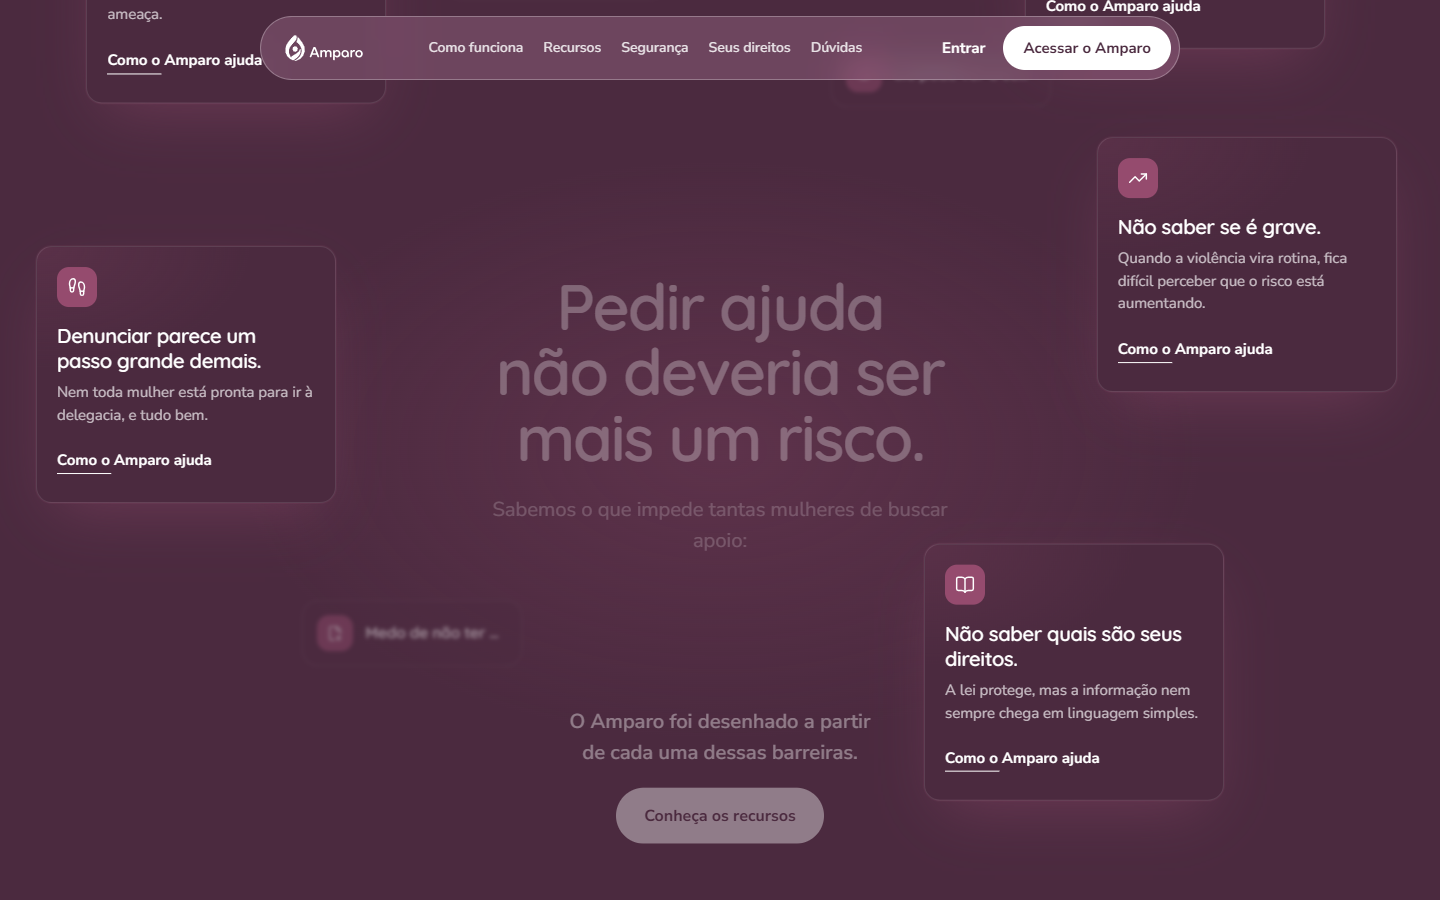 ameaça.
Como o Amparo ajuda
Como o Amparo ajuda
Amparo
Como funciona
Recursos
Segurança
Seus direitos
Dúvidas
Entrar
Acessar o Amparo
Não saber se é grave.
Quando a violência vira rotina, fica
difícil perceber que o risco está
aumentando.
Como o Amparo ajuda
Denunciar parece um
passo grande demais.
Nem toda mulher está pronta para ir à
delegacia, e tudo bem.
Como o Amparo ajuda
Pedir ajuda
não deveria ser
mais um risco.
Sabemos o que impede tantas mulheres de buscar
apoio:
Medo de não ter ...
Não saber quais são seus
direitos.
A lei protege, mas a informação nem
sempre chega em linguagem simples.
Como o Amparo ajuda
O Amparo foi desenhado a partir
de cada uma dessas barreiras.
Conheça os recursos